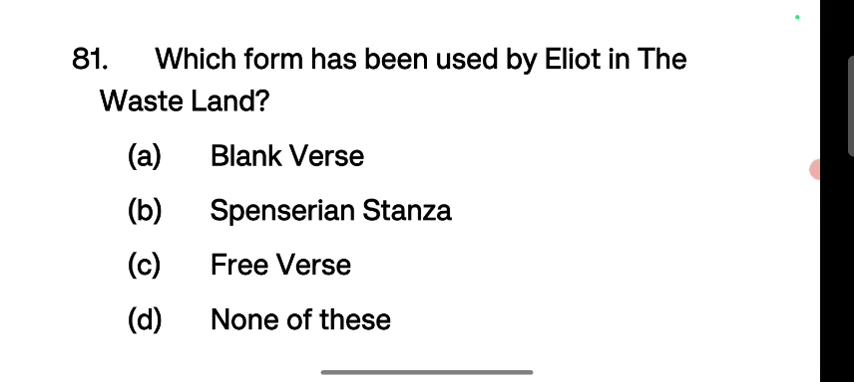 81. Which form has been used by Eliot in The
Waste Land?
(a) Blank Verse
(b) Spenserian Stanza
(c) Free Verse
(d) None of these